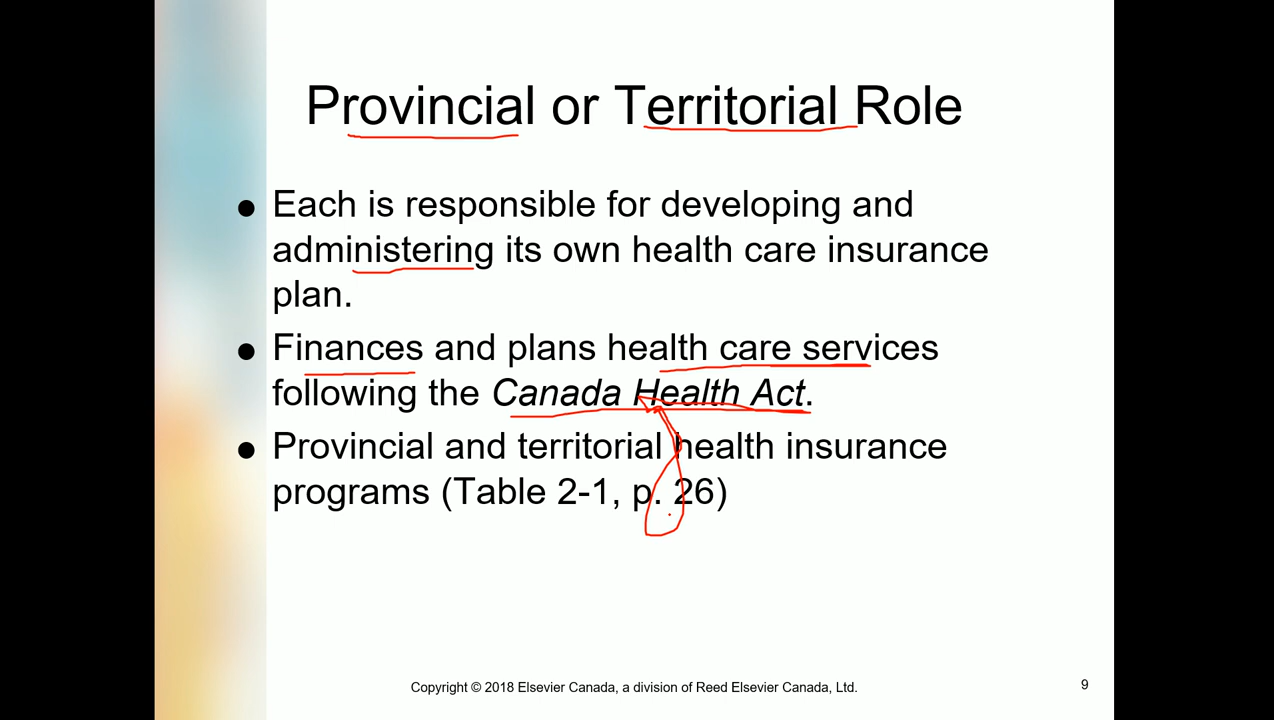 Provincial or Territorial Role
● Each is responsible for developing and
administering its own health care insurance
plan.
● Finances and plans health care services
following the Canada Health Act.
● Provincial and territorial health insurance
programs (Table 2-1, p. 26)
Copyright © 2018 Elsevier Canada, a division of Reed Elsevier Canada, Ltd.
9